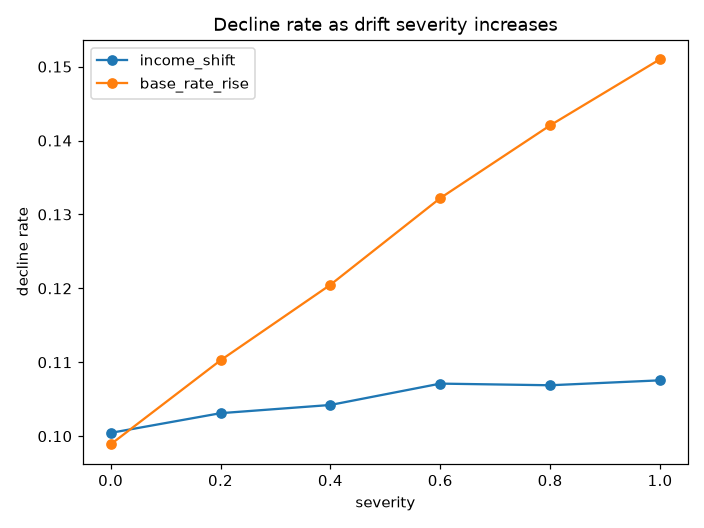 Decline rate as drift severity increases
income_shift
base_rate_rise
decline rate
0.15
0.14
0.13
0.12
0.11
0.10
0.0 0.2 0.4 0.6 0.8 1.0
severity